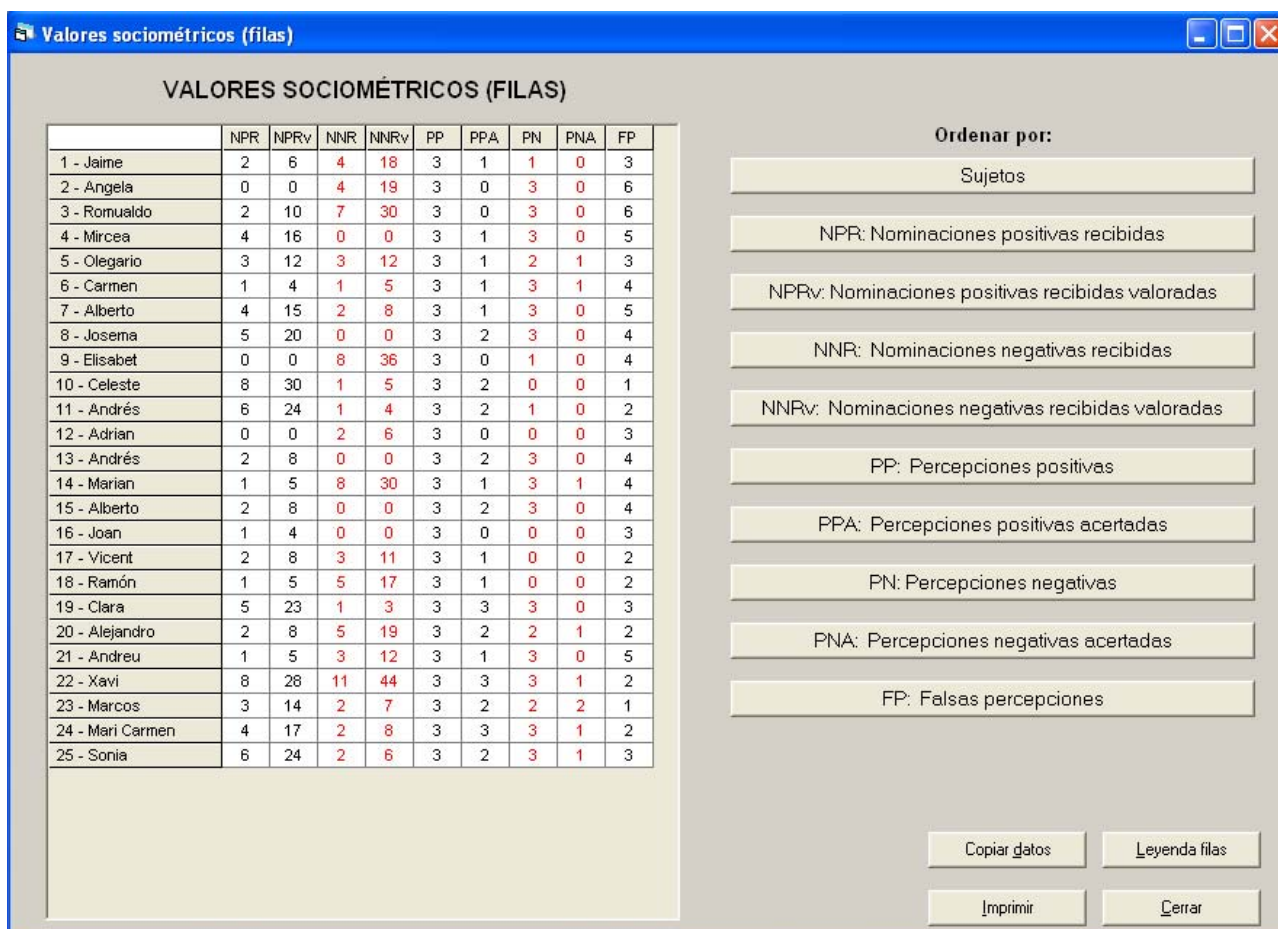 Valores sociométricos (filas)
VALORES SOCIOMÉTRICOS (FILAS)
NPR NPRv NNR NNRv PP PPA PN PNA FP
1 - Jaime 2 6 4 18 3 1 1 0 3
2 - Angela 0 0 4 19 3 0 3 0 6
3 - Romualdo 2 10 7 30 3 0 3 0 6
4 - Mircea 4 16 0 0 3 1 3 0 5
5 - Olegario 3 12 3 12 3 1 2 1 3
6 - Carmen 1 4 1 5 3 1 3 1 4
7 - Alberto 4 15 2 8 3 1 3 0 5
8 - Josema 5 20 0 0 3 2 3 0 4
9 - Elisabet 0 0 8 36 3 0 1 0 4
10 - Celeste 8 30 1 5 3 2 0 0 1
11 - Andrés 6 24 1 4 3 2 1 0 2
12 - Adrian 0 0 2 6 3 0 0 0 3
13 - Andrés 2 8 0 0 3 2 3 0 4
14 - Marian 1 5 8 30 3 1 3 1 4
15 - Alberto 2 8 0 0 3 2 3 0 4
16 - Joan 1 4 0 0 3 0 0 0 3
17 - Vicent 2 8 3 11 3 1 0 0 2
18 - Ramón 1 5 5 17 3 1 0 0 2
19 - Clara 5 23 1 3 3 3 3 0 3
20 - Alejandro 2 8 5 19 3 2 2 1 2
21 - Andreu 1 5 3 12 3 1 3 0 5
22 - Xavi 8 28 11 44 3 3 3 1 2
23 - Marcos 3 14 2 7 3 2 2 2 1
24 - Mari Carmen 4 17 2 8 3 3 3 1 2
25 - Sonia 6 24 2 6 3 2 3 1 3
Ordenar por:
Sujetos
NPR: Nominaciones positivas recibidas
NPRv: Nominaciones positivas recibidas valoradas
NNR: Nominaciones negativas recibidas
NNRv: Nominaciones negativas recibidas valoradas
PP: Percepciones positivas
PPA: Percepciones positivas acertadas
PN: Percepciones negativas
PNA: Percepciones negativas acertadas
FP: Falsas percepciones
Copiar datos Leyenda filas
Imprimir Cerrar